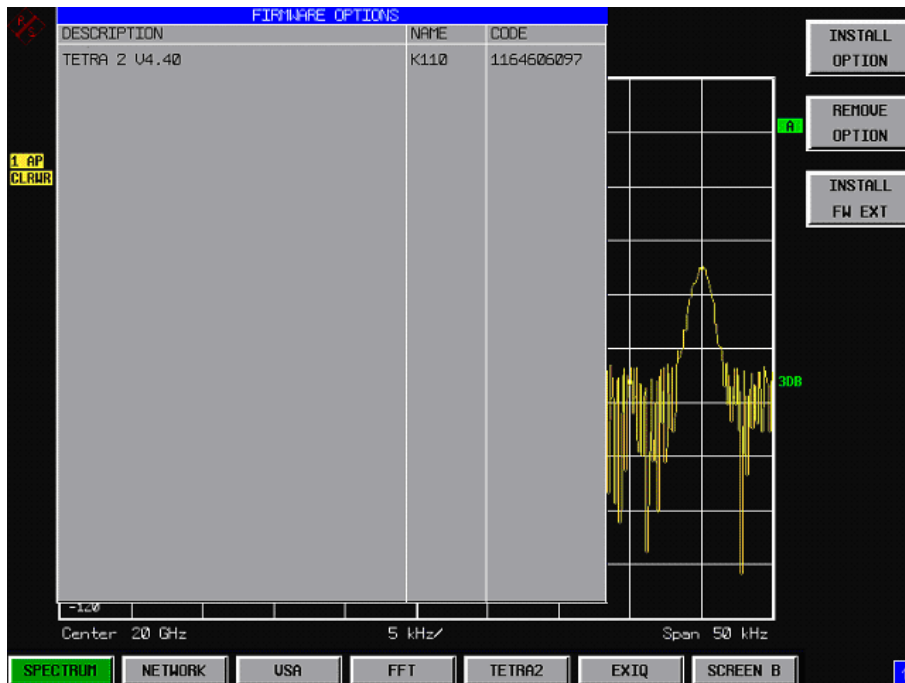 FIRMWARE OPTIONS
DESCRIPTION NAME CODE
TETRA 2 V4.40 K110 1164606097
INSTALL
OPTION
REMOVE
OPTION
INSTALL
FW EXT
A
1 AP
CLRWR
3DB
-120
Center 20 GHz 5 kHz/ Span 50 kHz
SPECTRUM NETWORK VSA FFT TETRA2 EXIQ SCREEN B